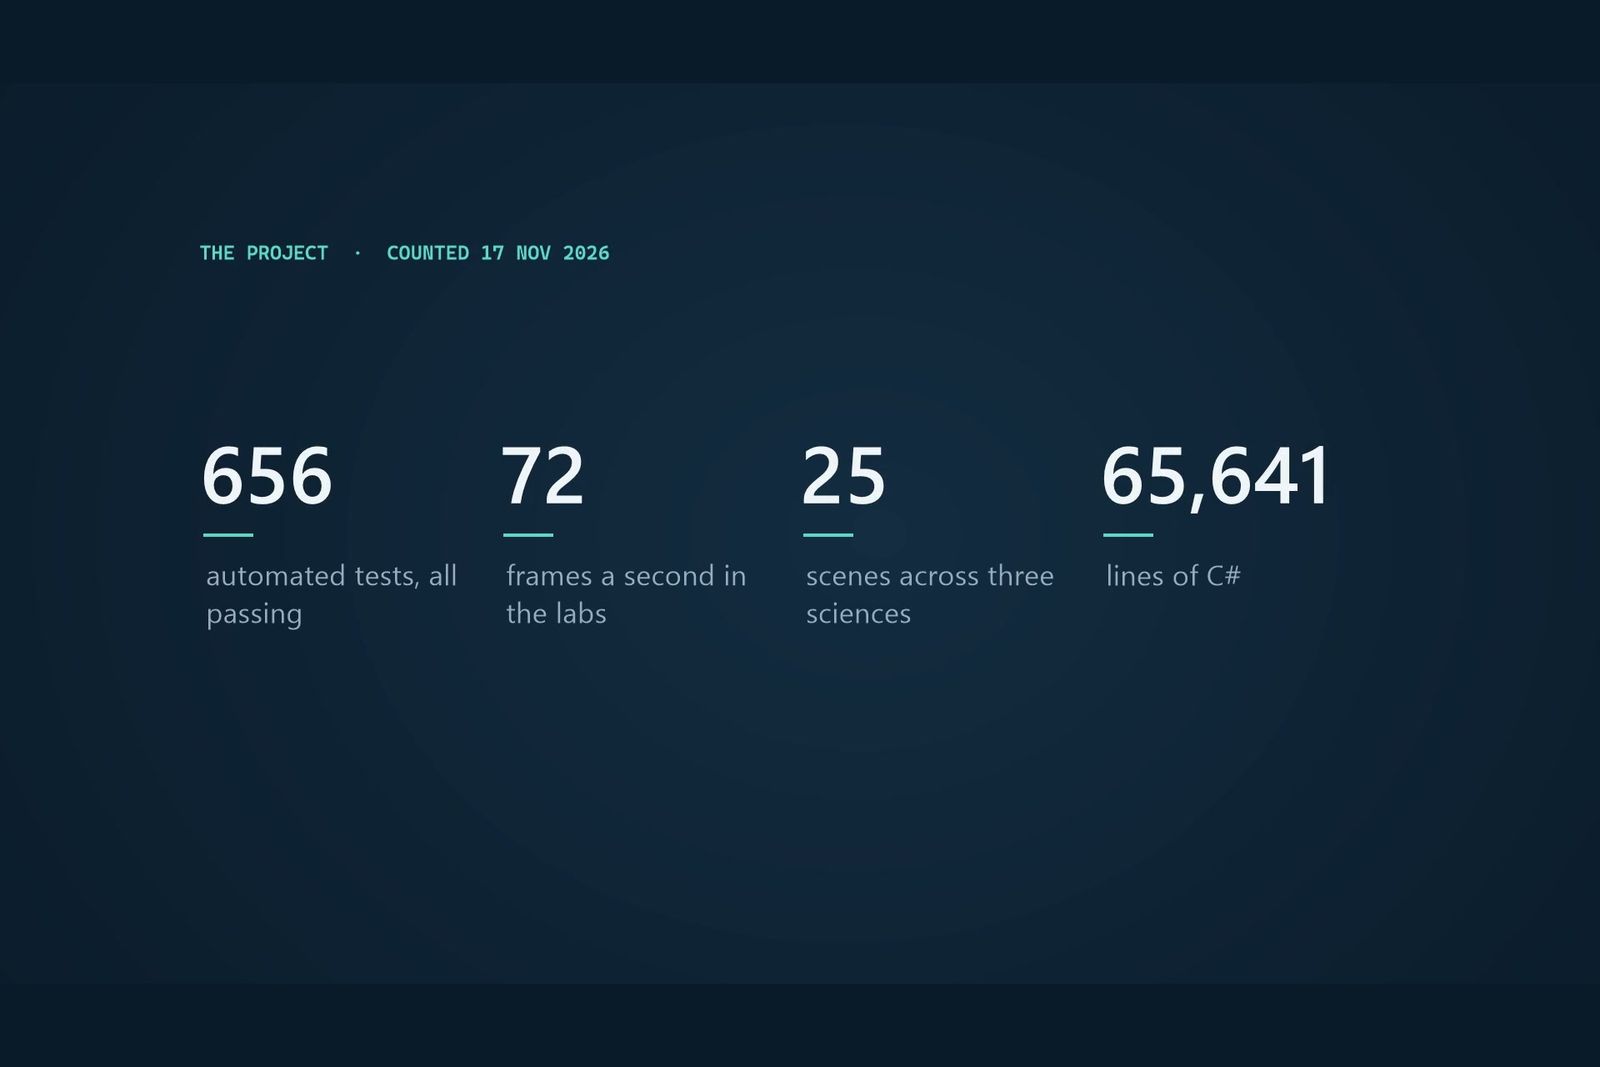 THE PROJECT · COUNTED 17 NOV 2026
656
automated tests, all
passing
72
frames a second in
the labs
25
scenes across three
sciences
65,641
lines of C#